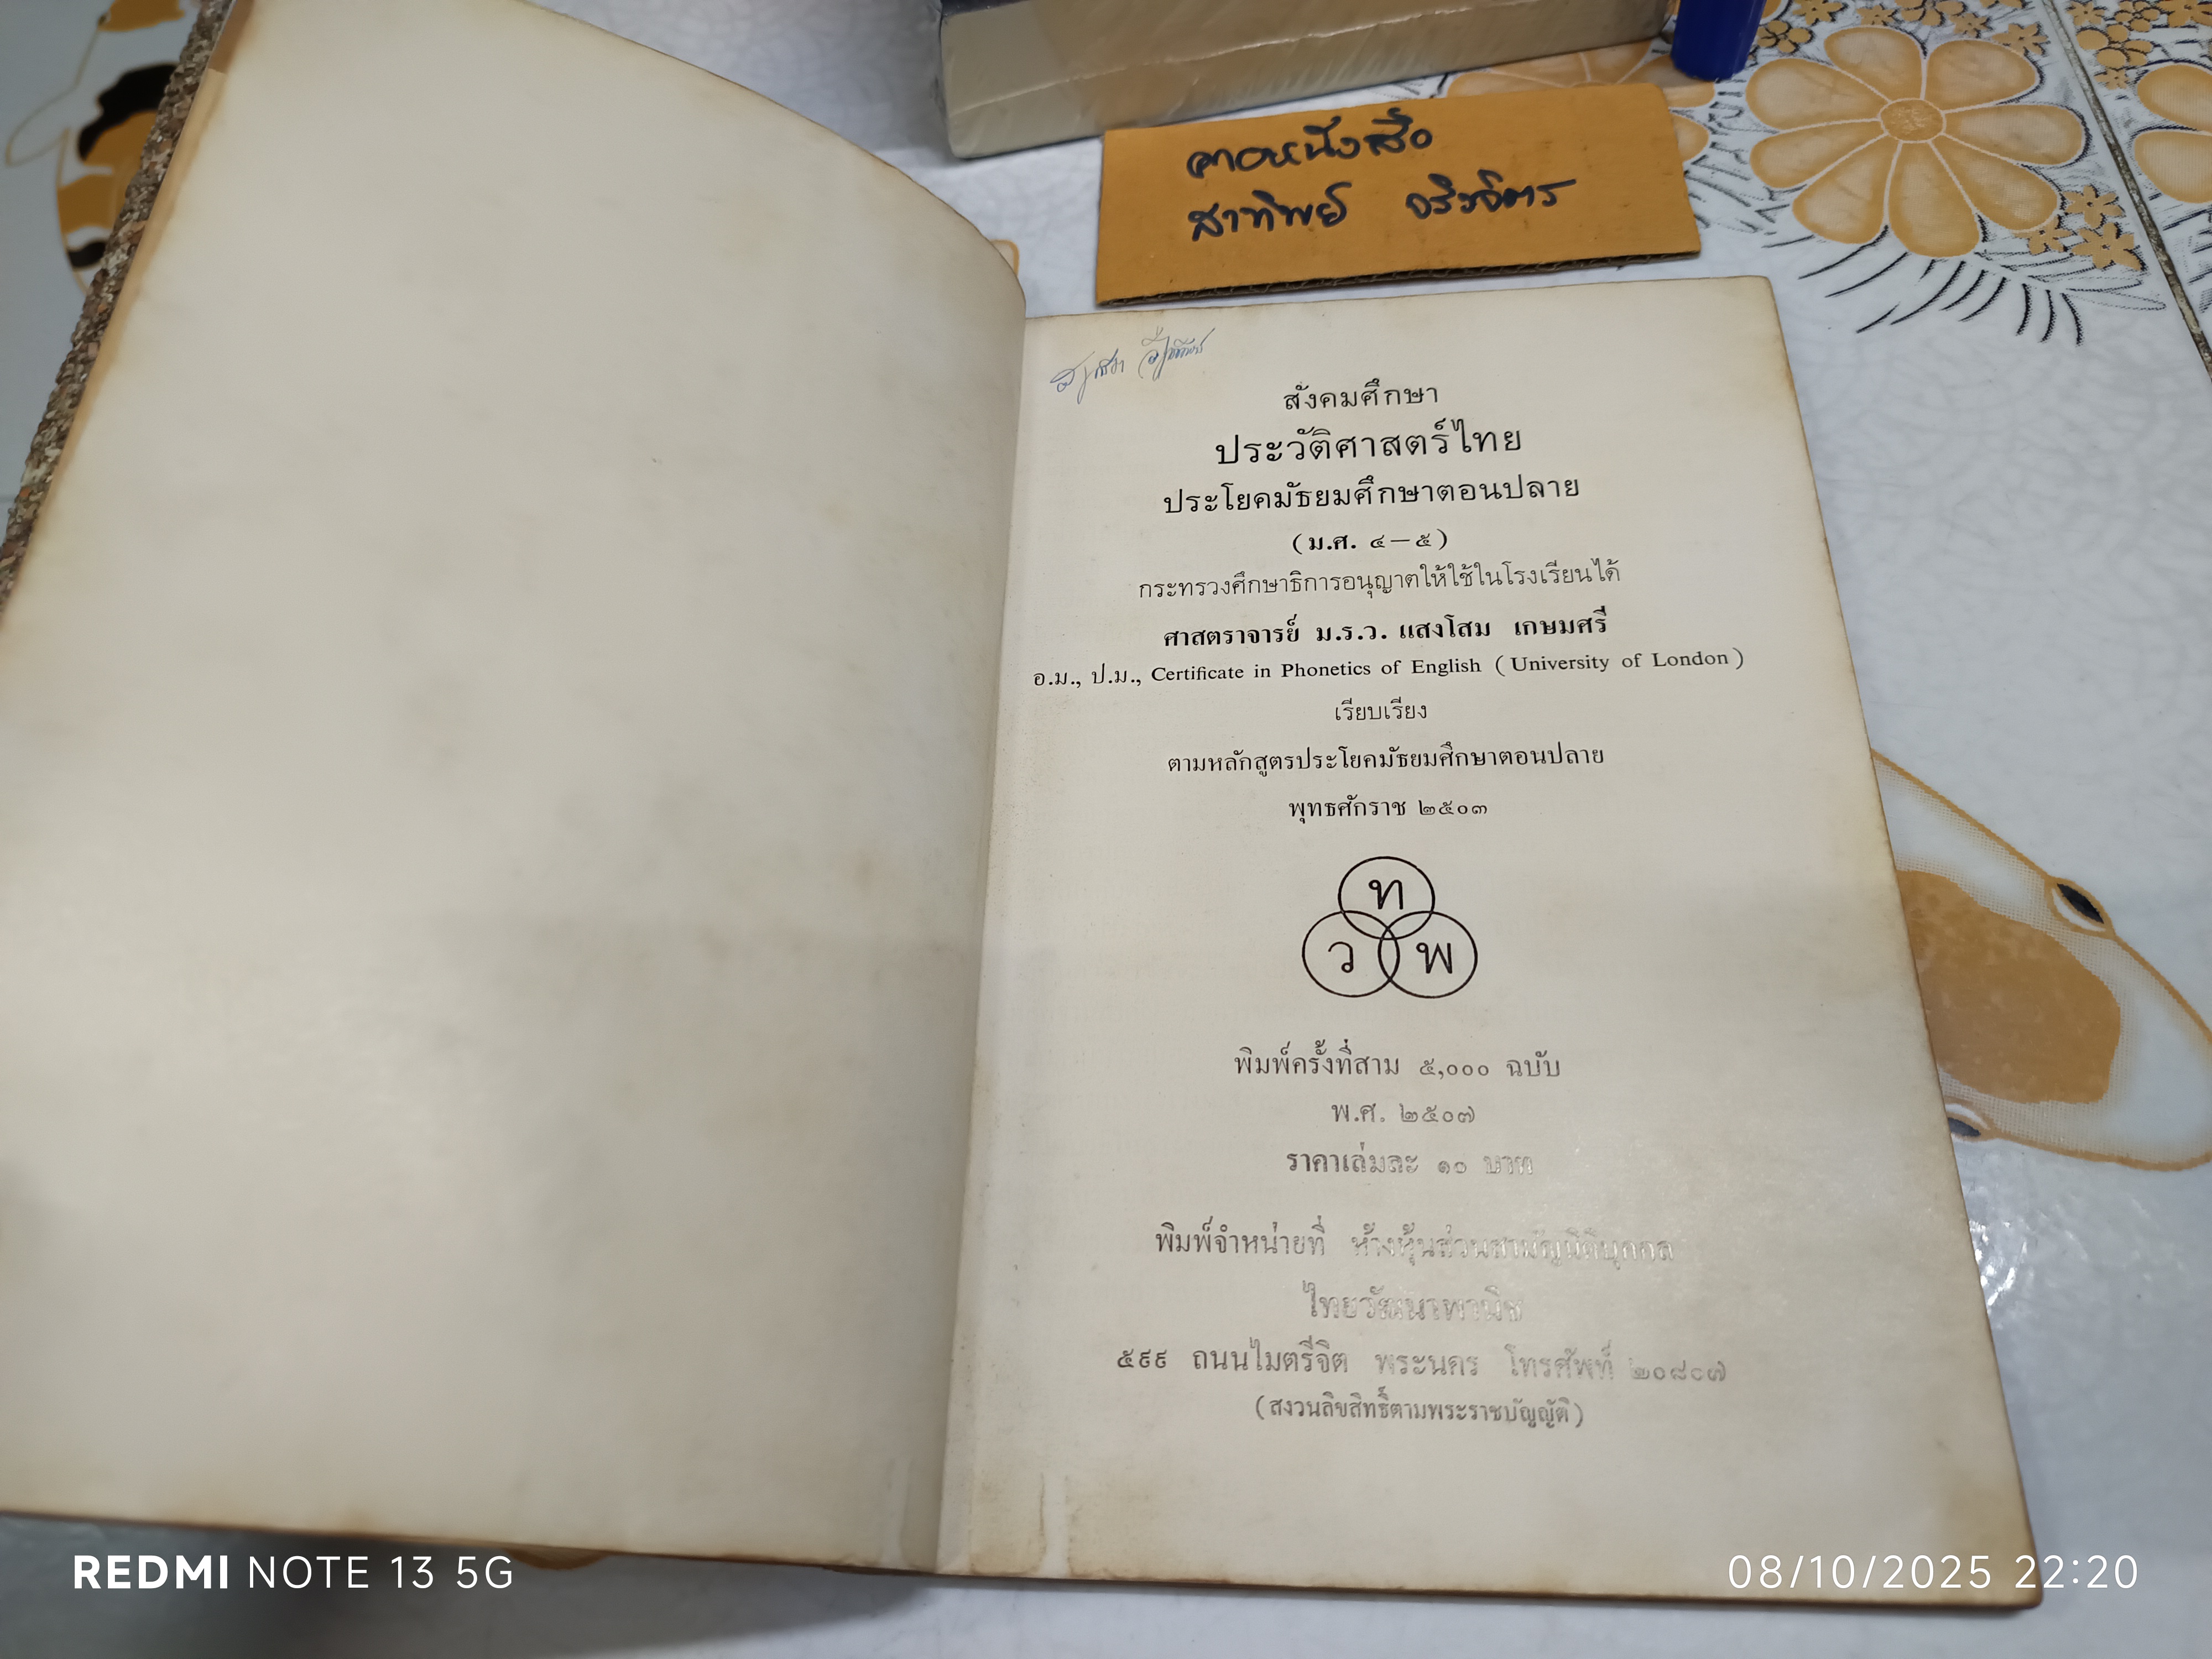 สาทิพย์
สังคมศึกษา
ประวัติศาสตร์ไทย
ประโยคมัธยมศึกษาตอนปลาย
(ม.ศ. ๔—๕)
กระทรวงศึกษาธิการอนุญาตให้ใช้ในโรงเรียนได้
ศาสตราจารย์ ม.ร.ว. แสงโสม เกษมศรี
อ.ม., ป.ม., Certificate in Phonetics of English (University of London)
เรียบเรียง
ตามหลักสูตรประโยคมัธยมศึกษาตอนปลาย
พุทธศักราช ๒๕๐๓
ท
ว พ
พิมพ์ครั้งที่สาม ๕,๐๐๐ ฉบับ
พ.ศ. ๒๕๐๗
ราคาเล่มละ ๑๐ บาท
พิมพ์จำหน่ายที่ ห้างหุ้นส่วนสามัญนิติบุคคล
ไทยวัฒนาพานิช
๕๙๙ ถนนไมตรีจิต พระนคร โทรศัพท์ ๒๐๘๐๗
(สงวนลิขสิทธิ์ตามพระราชบัญญัติ)
REDMI NOTE 13 5G
08/10/2025 22:20